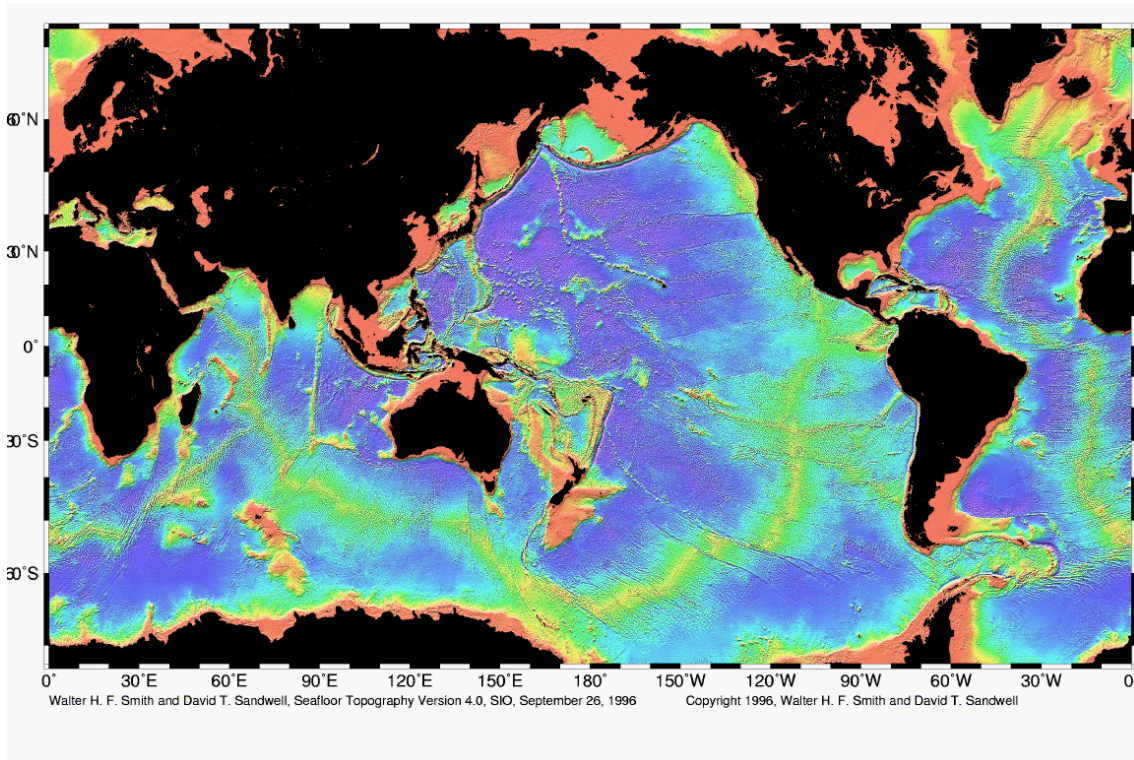 60°N
30°N
0°
30°S
60°S
0° 30°E 60°E 90°E 120°E 150°E 180° 150°W 120°W 90°W 60°W 30°W 0
Walter H. F. Smith and David T. Sandwell, Seafloor Topography Version 4.0, SIO, September 26, 1996 Copyright 1996, Walter H. F. Smith and David T. Sandwell